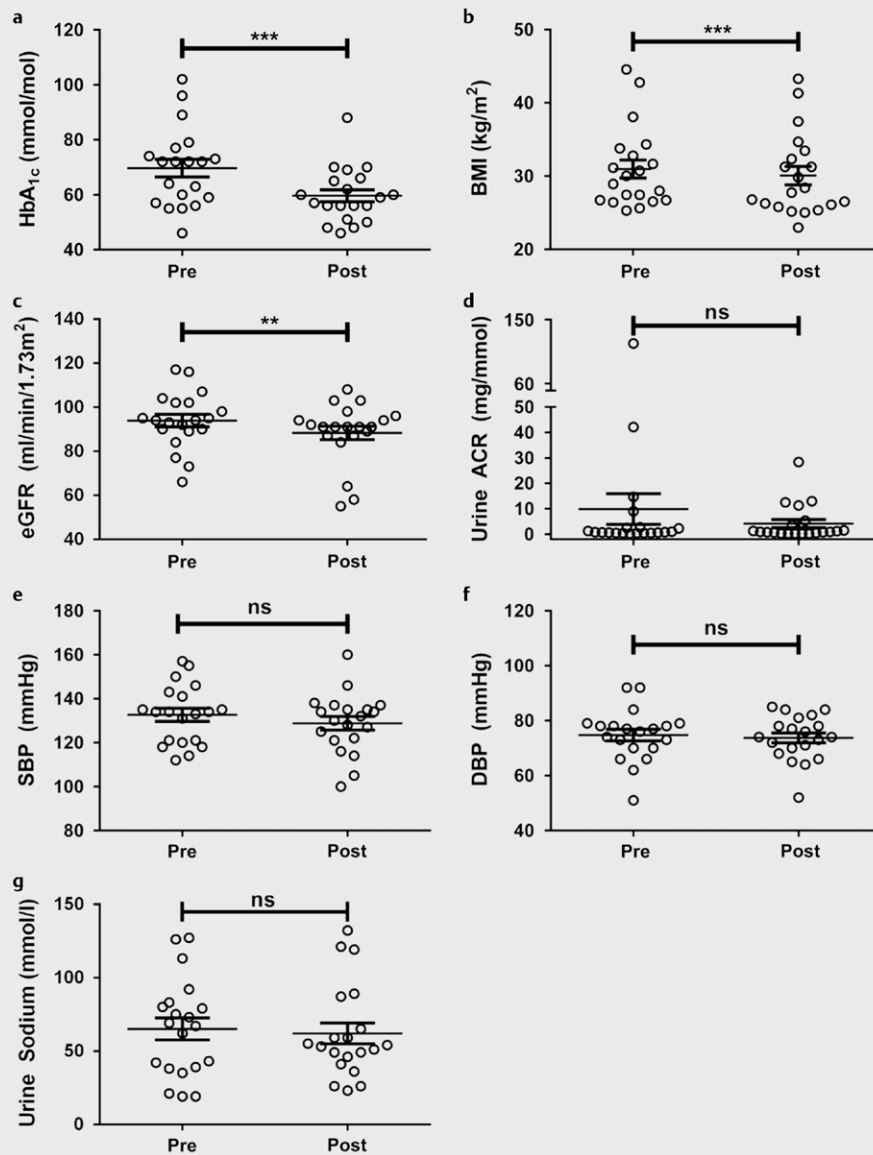 a
HbA1c (mmol/mol)
120
100
80
60
40
***
Pre
Post
b
BMI (kg/m²)
50
40
30
20
***
Pre
Post
c
eGFR (ml/min/1.73m²)
140
120
100
80
60
40
**
Pre
Post
d
Urine ACR (mg/mmol)
150
60
50
40
30
20
10
0
ns
Pre
Post
e
SBP (mmHg)
180
160
140
120
100
80
ns
Pre
Post
f
DBP (mmHg)
120
100
80
60
40
ns
Pre
Post
g
Urine Sodium (mmol/l)
150
100
50
0
ns
Pre
Post